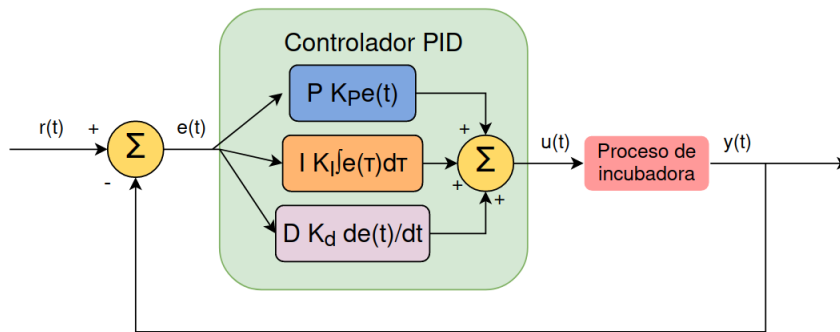 Controlador PID
P KPe(t)
r(t)
+
Σ
e(t)
-
I KI∫e(τ)dτ
+
+
+
Σ
u(t)
Proceso de
incubadora
y(t)
D Kd de(t)/dt